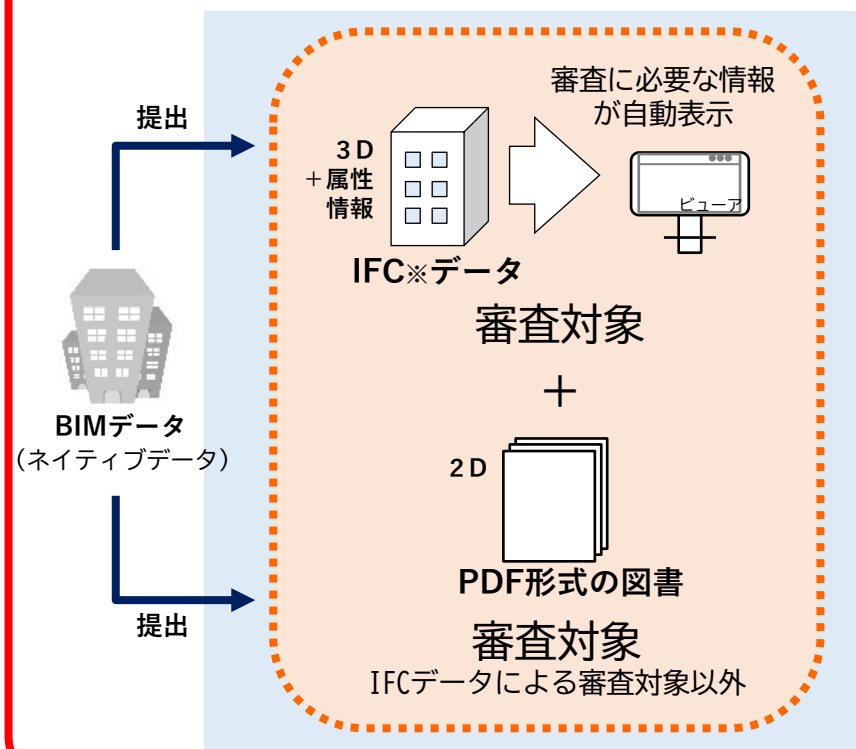 提出
３Ｄ
＋属性
情報
審査に必要な情報
が自動表示
ビューア
IFC※データ
審査対象
＋
BIMデータ
（ネイティブデータ）
２Ｄ
PDF形式の図書
提出
審査対象
IFCデータによる審査対象以外